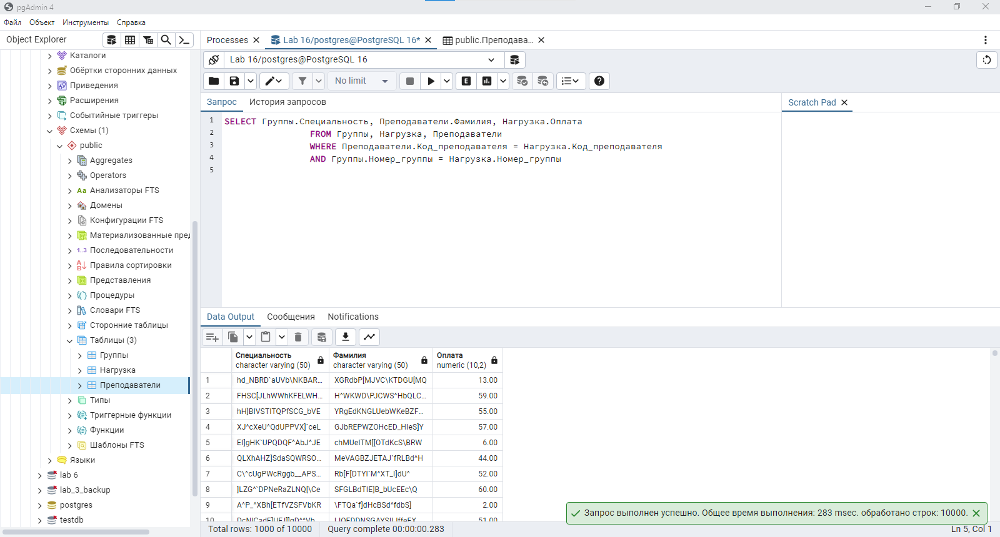 pgAdmin 4
Файл Объект Инструменты Справка
Object Explorer
Processes
Lab 16/postgres@PostgreSQL 16*
public.Преподава...
Каталоги
Обёртки сторонних данных
Приведения
Расширения
Событийные триггеры
Схемы (1)
public
Aggregates
Operators
Aa Анализаторы FTS
Домены
Конфигурации FTS
Материализованные пред
1..3 Последовательности
Правила сортировки
Представления
Процедуры
Словари FTS
Сторонние таблицы
Таблицы (3)
Группы
Нагрузка
Преподаватели
Типы
Триггерные функции
Функции
Шаблоны FTS
Языки
lab 6
lab_3_backup
postgres
testdb
Lab 16/postgres@PostgreSQL 16
No limit
E
Запрос История запросов
Scratch Pad
1 SELECT Группы.Специальность, Преподаватели.Фамилия, Нагрузка.Оплата
2 FROM Группы, Нагрузка, Преподаватели
3 WHERE Преподаватели.Код_преподавателя = Нагрузка.Код_преподавателя
4 AND Группы.Номер_группы = Нагрузка.Номер_группы
5
Data Output Сообщения Notifications
Специальность Фамилия Оплата
character varying (50) character varying (50) numeric (10,2)
1 hd_NBRD`aUVb\NKBAR... XGRdbP[MJVC\KTDGU[MQ 13.00
2 FHSC[JLhWWhKFELWH... H^WKWD\PJCWS^HbQLC... 59.00
3 hH]BIVSTITQPfSCG_bVE YRgEdKNGLUebWKeBZF... 55.00
4 XJ^cXeU^QdUPPVX]`ceL GJbREPWZOHcED_HIeS]Y 57.00
5 EI]gHK`UPQDQF^AbJ^JE chMUeITM[[OTdKcS\BRW 6.00
6 QLXhAHZ]SdaSQWRSO... MeVAGBZJETAJ`fRLBd^H 44.00
7 C\^cUgPWcRggb__APS... Rb[F[DTYI`M^XT_I]dU^ 52.00
8 ]LZG^`DPNeRaZLNQ[\Ce SFGLBdTIE]B_bUcEEc\Q 60.00
9 A^P_^XBh[ETfVZSFVbKR \FTQa`f]dHcBSd^fdbS] 2.00
10 51.00
Запрос выполнен успешно. Общее время выполнения: 283 msec. обработано строк: 10000.
Total rows: 1000 of 10000 Query complete 00:00:00.283 Ln 5, Col 1